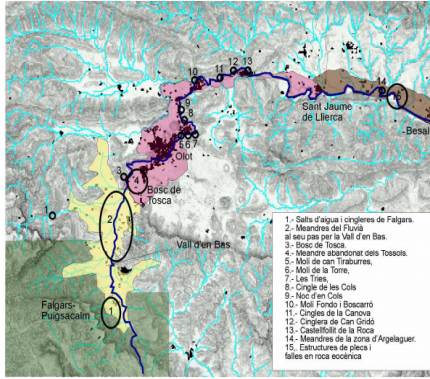 10
11
12
13
9
8
5
6
7
Olot
14
15
Sant Jaume
de Llierca
Besal
4
Bosc de
Tosca
1
2
3
Vall d'en Bas
Falgars-
Puigsacalm
1
1.- Salts d'aigua i cingleres de Falgars.
2.- Meandres del Fluvià
al seu pas per la Vall d'en Bas.
3.- Bosc de Tosca.
4.- Meandre abandonat dels Tossols.
5.- Molí de can Tiraburres,
6.- Molí de la Torre,
7.- Les Tries,
8.- Cingle de les Cols
9.- Noc d'en Cols
10.- Molí Fondo i Boscarró
11.- Cingles de la Canova
12.- Cinglera de Can Gridó
13.- Castellfollit de la Roca
14.- Meandres de la zona d'Argelaguer.
15,. Estructures de plecs i
falles en roca eocènica